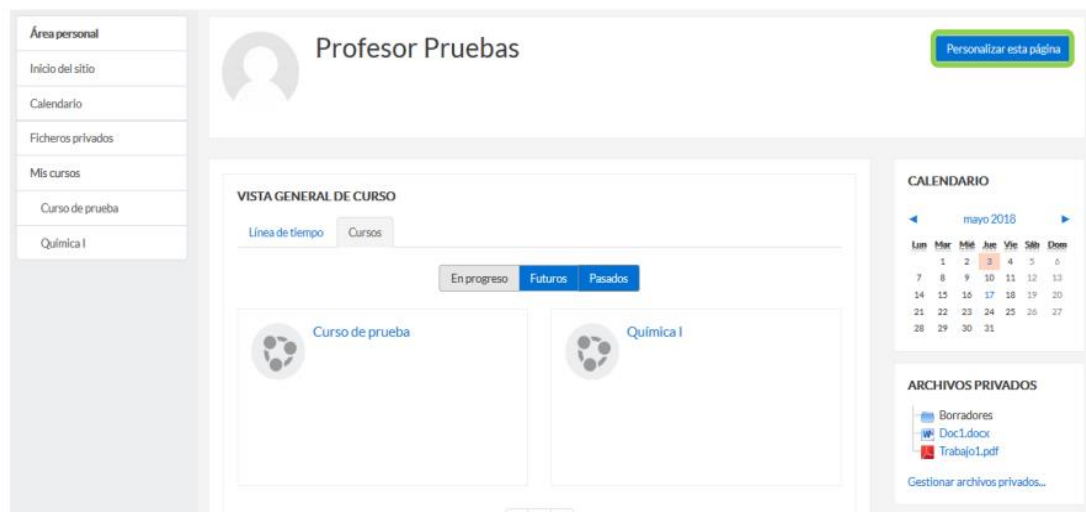 Área personal
Inicio del sitio
Calendario
Ficheros privados
Mis cursos
Curso de prueba
Química I
Profesor Pruebas
Personalizar esta página
VISTA GENERAL DE CURSO
Línea de tiempo Cursos
En progreso Futuros Pasados
Curso de prueba
Química I
CALENDARIO
◄ mayo 2018 ►
Lun Mar Mié Jue Vie Sáb Dom
1 2 3 4 5 6
7 8 9 10 11 12 13
14 15 16 17 18 19 20
21 22 23 24 25 26 27
28 29 30 31
ARCHIVOS PRIVADOS
Borradores
Doc1.docx
Trabajo1.pdf
Gestionar archivos privados...